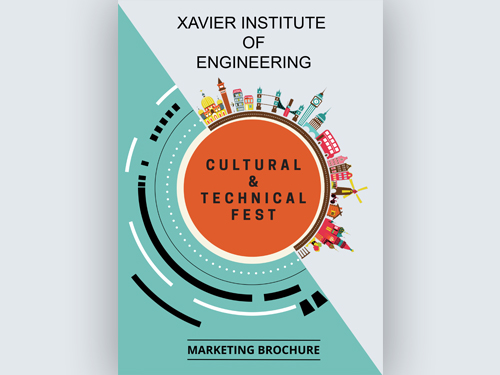 XAVIER INSTITUTE
OF
ENGINEERING
CULTURAL
&
TECHNICAL
FEST
MARKETING BROCHURE